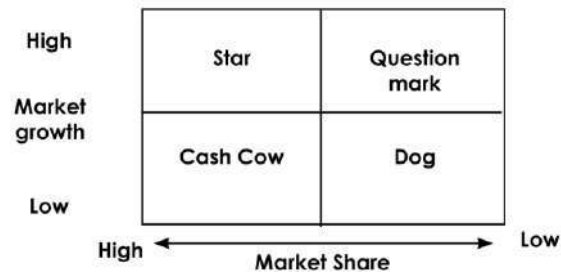 High
Star
Question
mark
Market
growth
Cash Cow
Dog
Low
High
Low
Market Share